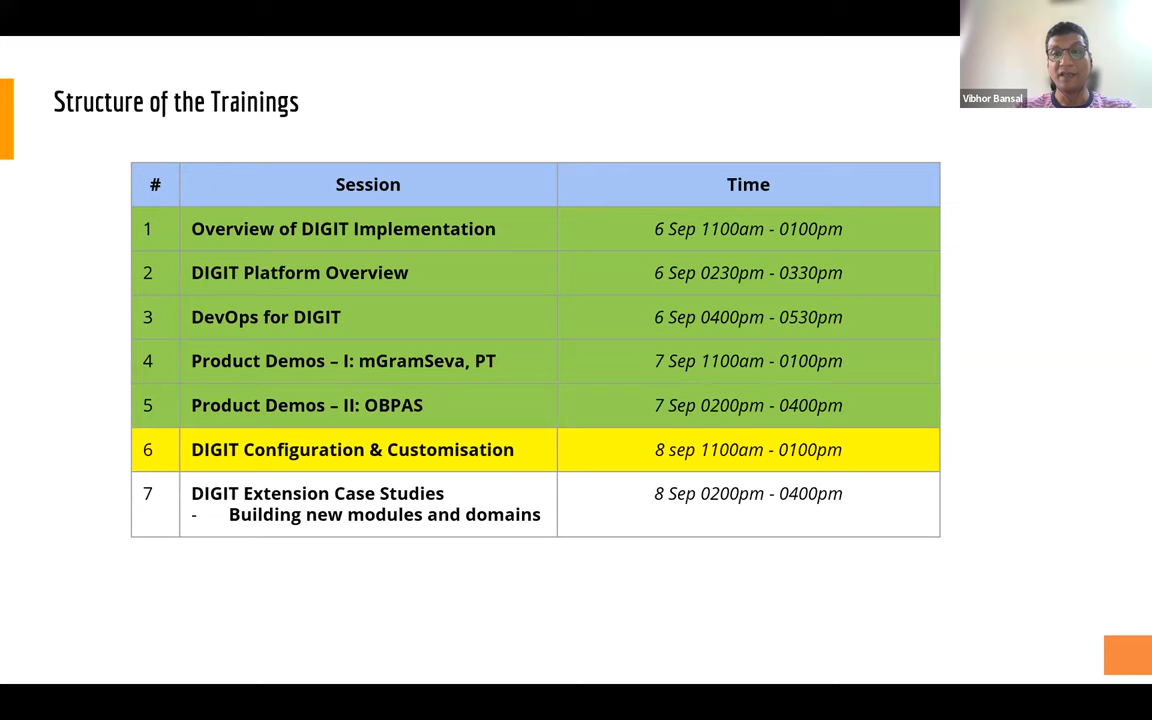 Structure of the Trainings
Vibhor Bansal
# Session Time
1 Overview of DIGIT Implementation 6 Sep 1100am - 0100pm
2 DIGIT Platform Overview 6 Sep 0230pm - 0330pm
3 DevOps for DIGIT 6 Sep 0400pm - 0530pm
4 Product Demos – I: mGramSeva, PT 7 Sep 1100am - 0100pm
5 Product Demos – II: OBPAS 7 Sep 0200pm - 0400pm
6 DIGIT Configuration & Customisation 8 sep 1100am - 0100pm
7 DIGIT Extension Case Studies 8 Sep 0200pm - 0400pm
- Building new modules and domains